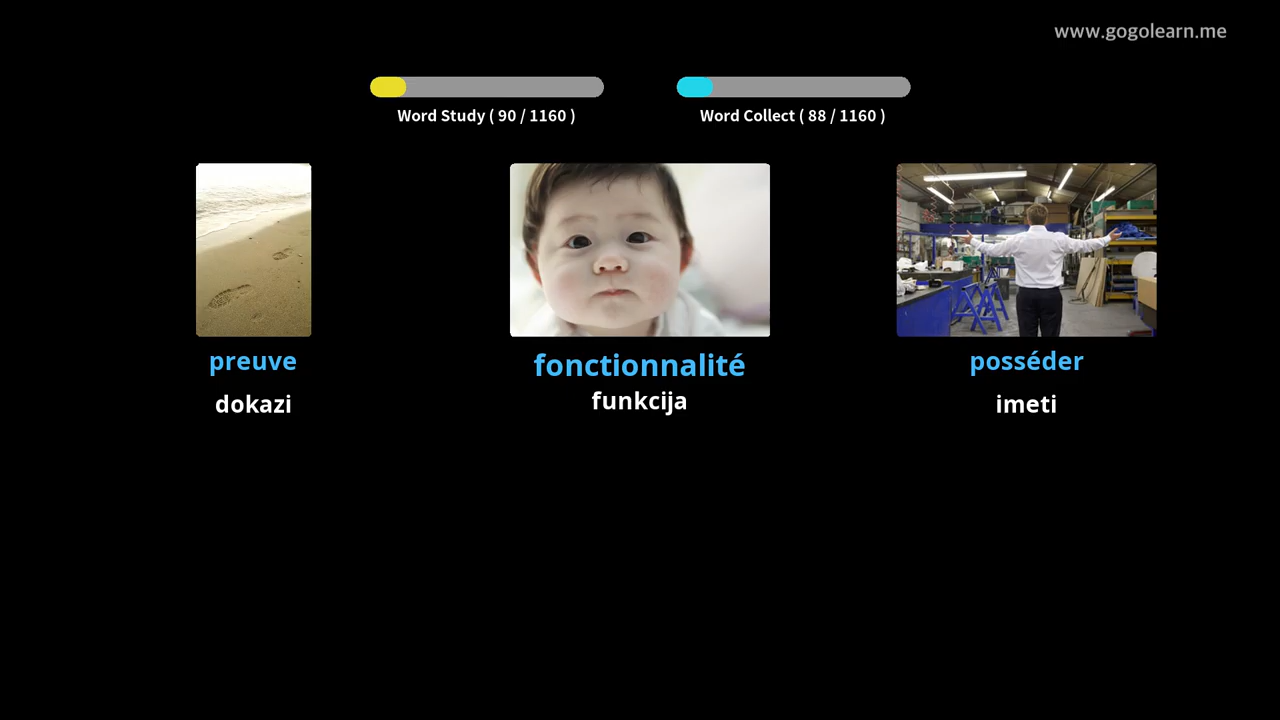 www.gogolearn.me
Word Study ( 90 / 1160 )
Word Collect ( 88 / 1160 )
preuve
dokazi
fonctionnalité
funkcija
posséder
imeti